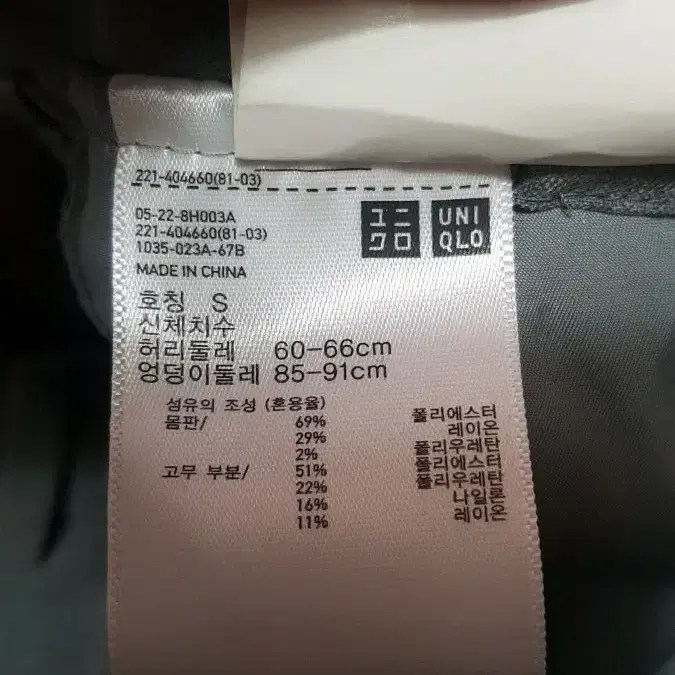 221-404660(81-03)
05-22-8H003A
221-404660(81-03)
1035-023A-67B
MADE IN CHINA
ユニ
クロ
UNI
QLO
호칭 S
신체치수
허리둘레 60-66cm
엉덩이둘레 85-91cm
섬유의 조성 (혼용율)
몸판/ 69% 폴리에스터
29% 레이온
2% 폴리우레탄
고무 부분/ 51% 폴리에스터
22% 폴리우레탄
16% 나일론
11% 레이온